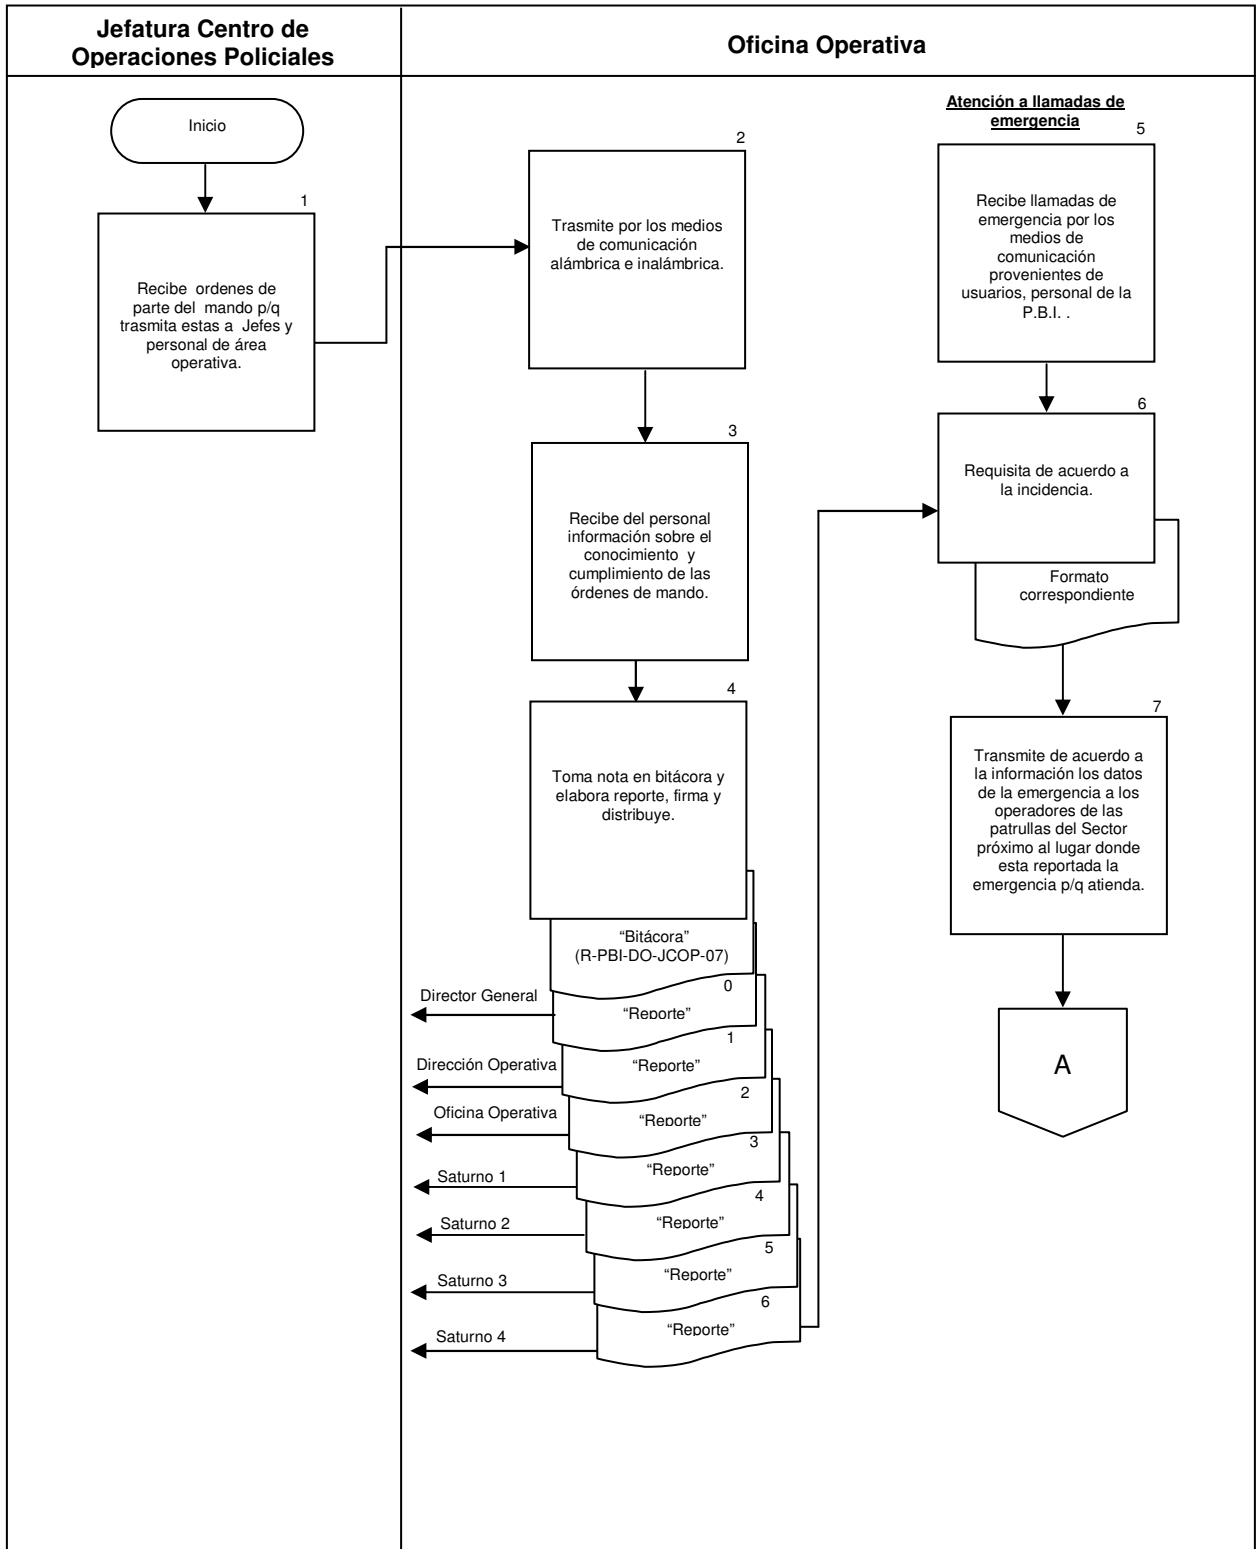 Jefatura Centro de
Operaciones Policiales
Oficina Operativa
Inicio
1
Recibe ordenes de
parte del mando p/q
trasmita estas a Jefes y
personal de área
operativa.
2
Trasmite por los medios
de comunicación
alámbrica e inalámbrica.
3
Recibe del personal
información sobre el
conocimiento y
cumplimiento de las
órdenes de mando.
4
Toma nota en bitácora y
elabora reporte, firma y
distribuye.
“Bitácora”
(R-PBI-DO-JCOP-07)
0
Director General
“Reporte”
1
Dirección Operativa
“Reporte”
2
Oficina Operativa
“Reporte”
3
Saturno 1
“Reporte”
4
Saturno 2
“Reporte”
5
Saturno 3
“Reporte”
6
Saturno 4
“Reporte”
Atención a llamadas de
emergencia
5
Recibe llamadas de
emergencia por los
medios de
comunicación
provenientes de
usuarios, personal de la
P.B.I. .
6
Requisita de acuerdo a
la incidencia.
Formato
correspondiente
7
Transmite de acuerdo a
la información los datos
de la emergencia a los
operadores de las
patrullas del Sector
próximo al lugar donde
esta reportada la
emergencia p/q atienda.
A